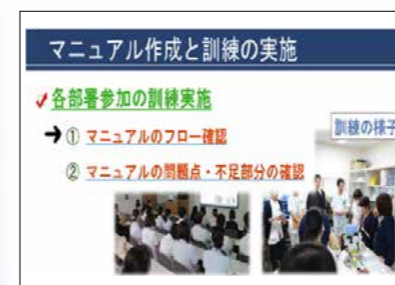 マニュアル作成と訓練の実施
各部署参加の訓練実施
① マニュアルのフロー確認
訓練の様子
② マニュアルの問題点・不足部分の確認